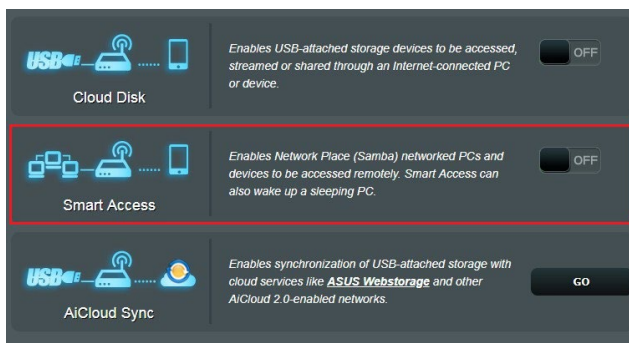 Enables USB-attached storage devices to be accessed,
streamed or shared through an Internet-connected PC
or device.
OFF
USB
Cloud Disk
Enables Network Place (Samba) networked PCs and
devices to be accessed remotely. Smart Access can
also wake up a sleeping PC.
OFF
Smart Access
Enables synchronization of USB-attached storage with
cloud services like ASUS Webstorage and other
AiCloud 2.0-enabled networks.
GO
USB
AiCloud Sync